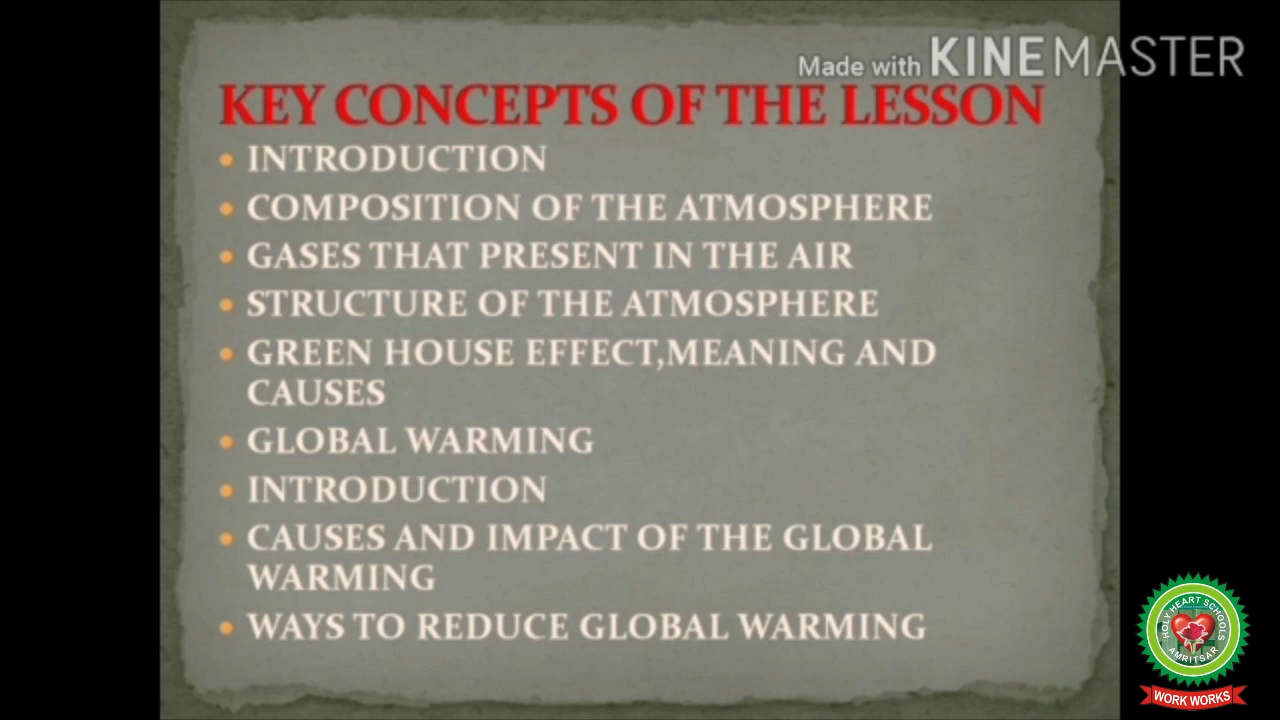 Made with KINEMASTER
KEY CONCEPTS OF THE LESSON
• INTRODUCTION
• COMPOSITION OF THE ATMOSPHERE
• GASES THAT PRESENT IN THE AIR
• STRUCTURE OF THE ATMOSPHERE
• GREEN HOUSE EFFECT,MEANING AND
CAUSES
• GLOBAL WARMING
• INTRODUCTION
• CAUSES AND IMPACT OF THE GLOBAL
WARMING
• WAYS TO REDUCE GLOBAL WARMING
HOLY HEART SCHOOLS
AMRITSAR
WORK WORKS